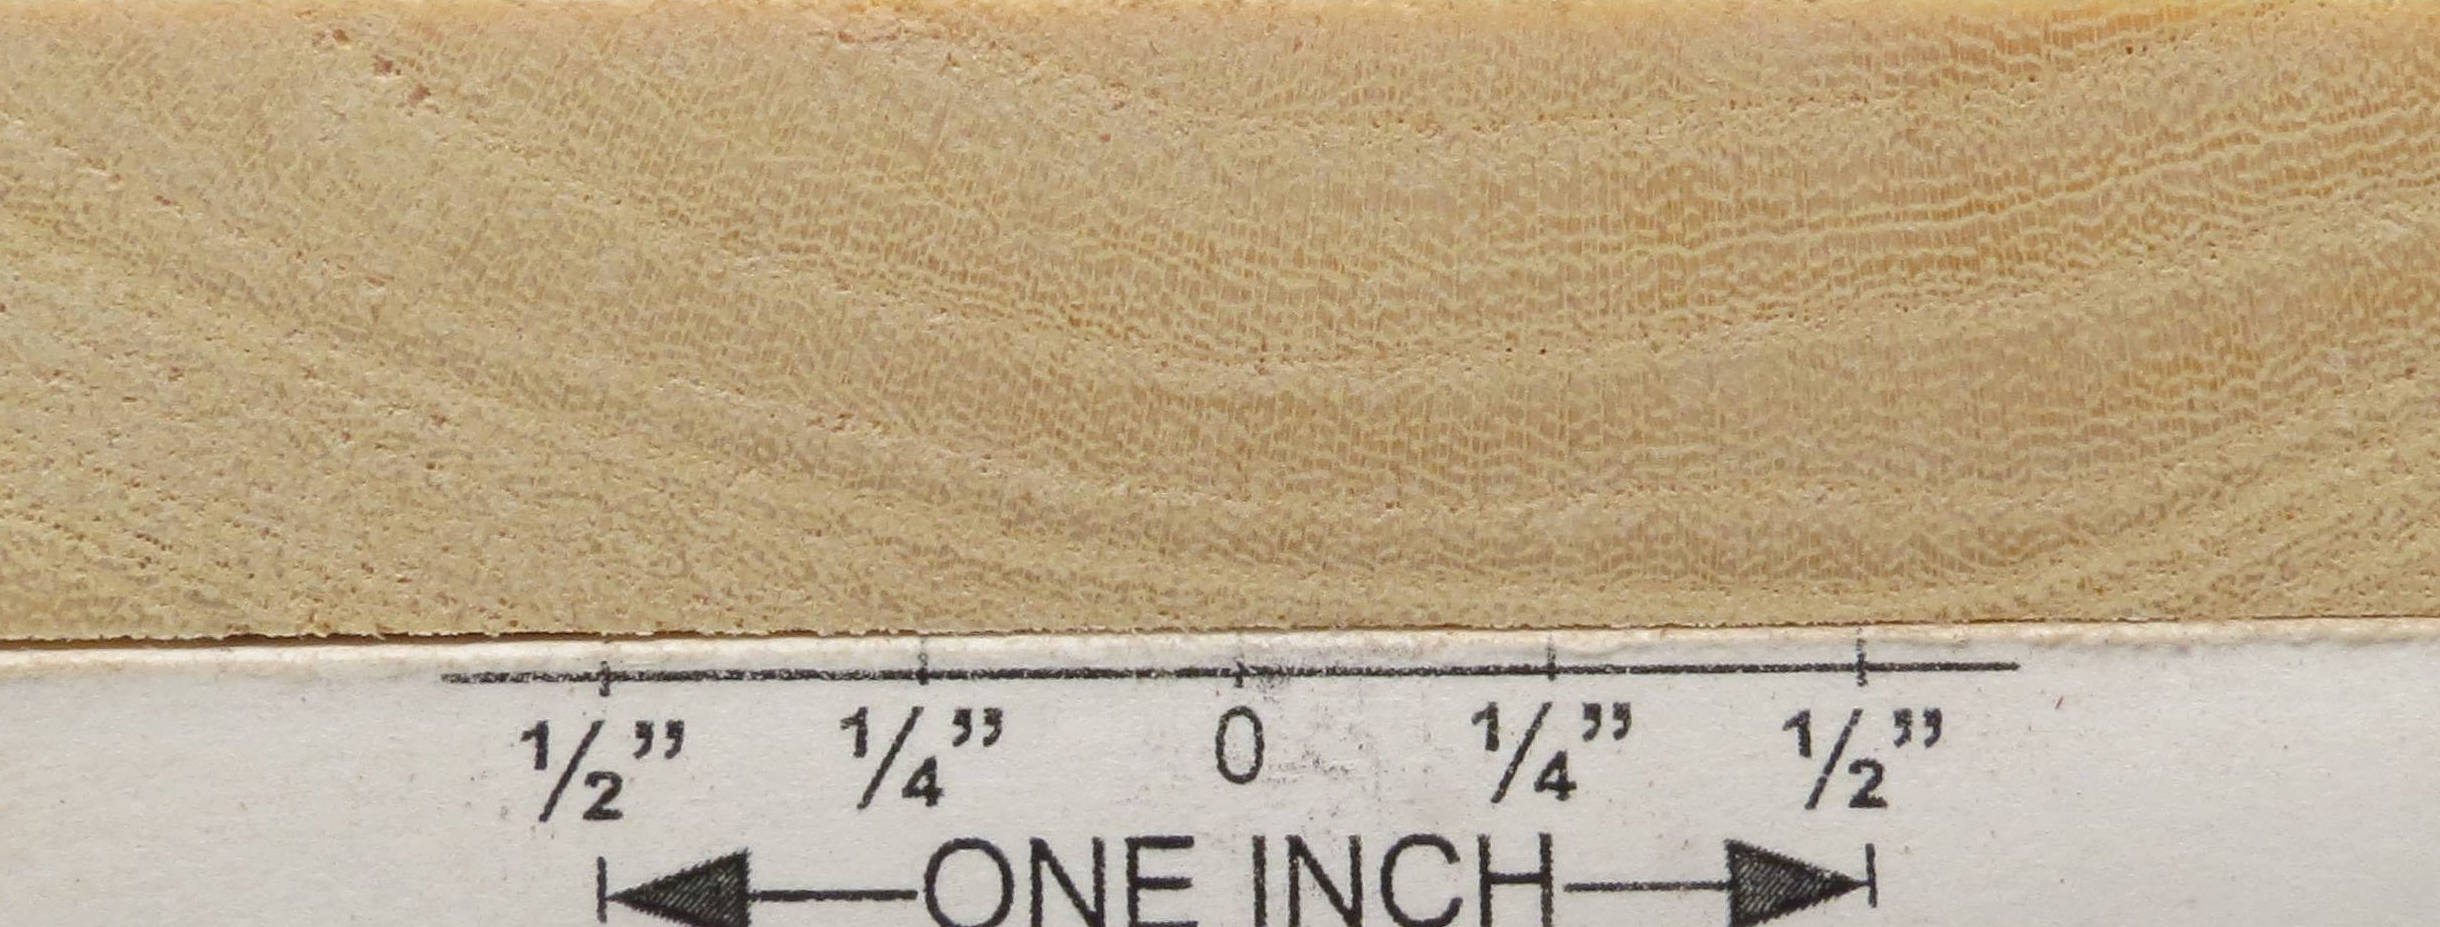 1/2” 1/4” 0 1/4” 1/2”
ONE INCH